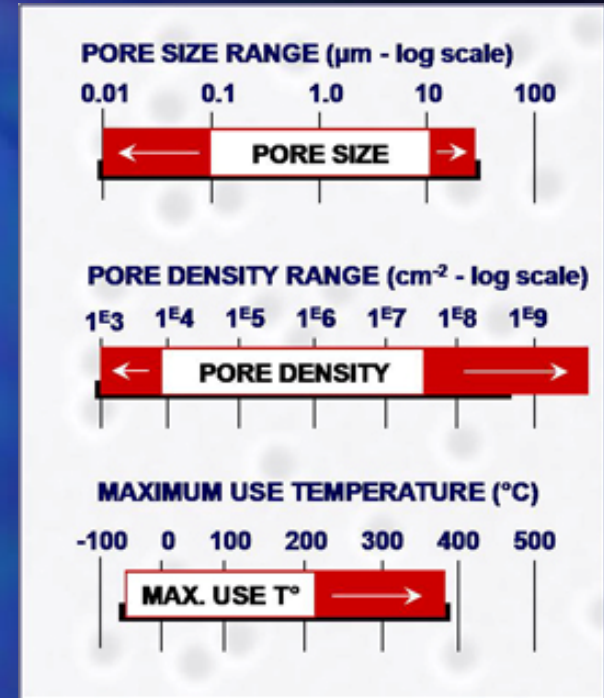 PORE SIZE RANGE (µm - log scale)
0.01 0.1 1.0 10 100
PORE SIZE
PORE DENSITY RANGE (cm⁻² - log scale)
1ᴱ3 1ᴱ4 1ᴱ5 1ᴱ6 1ᴱ7 1ᴱ8 1ᴱ9
PORE DENSITY
MAXIMUM USE TEMPERATURE (°C)
-100 0 100 200 300 400 500
MAX. USE T°